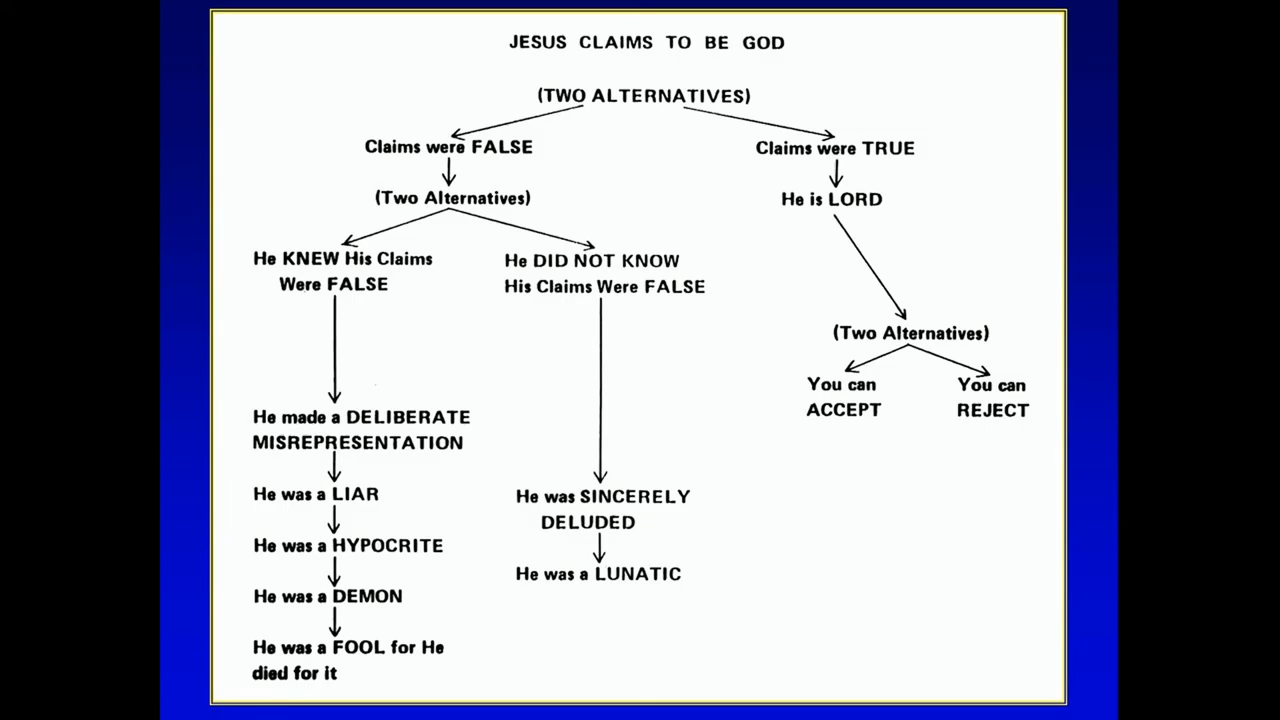 JESUS CLAIMS TO BE GOD
(TWO ALTERNATIVES)
Claims were FALSE
(Two Alternatives)
He KNEW His Claims
Were FALSE
He made a DELIBERATE
MISREPRESENTATION
He was a LIAR
He was a HYPOCRITE
He was a DEMON
He was a FOOL for He
died for it
He DID NOT KNOW
His Claims Were FALSE
He was SINCERELY
DELUDED
He was a LUNATIC
Claims were TRUE
He is LORD
(Two Alternatives)
You can
ACCEPT
You can
REJECT